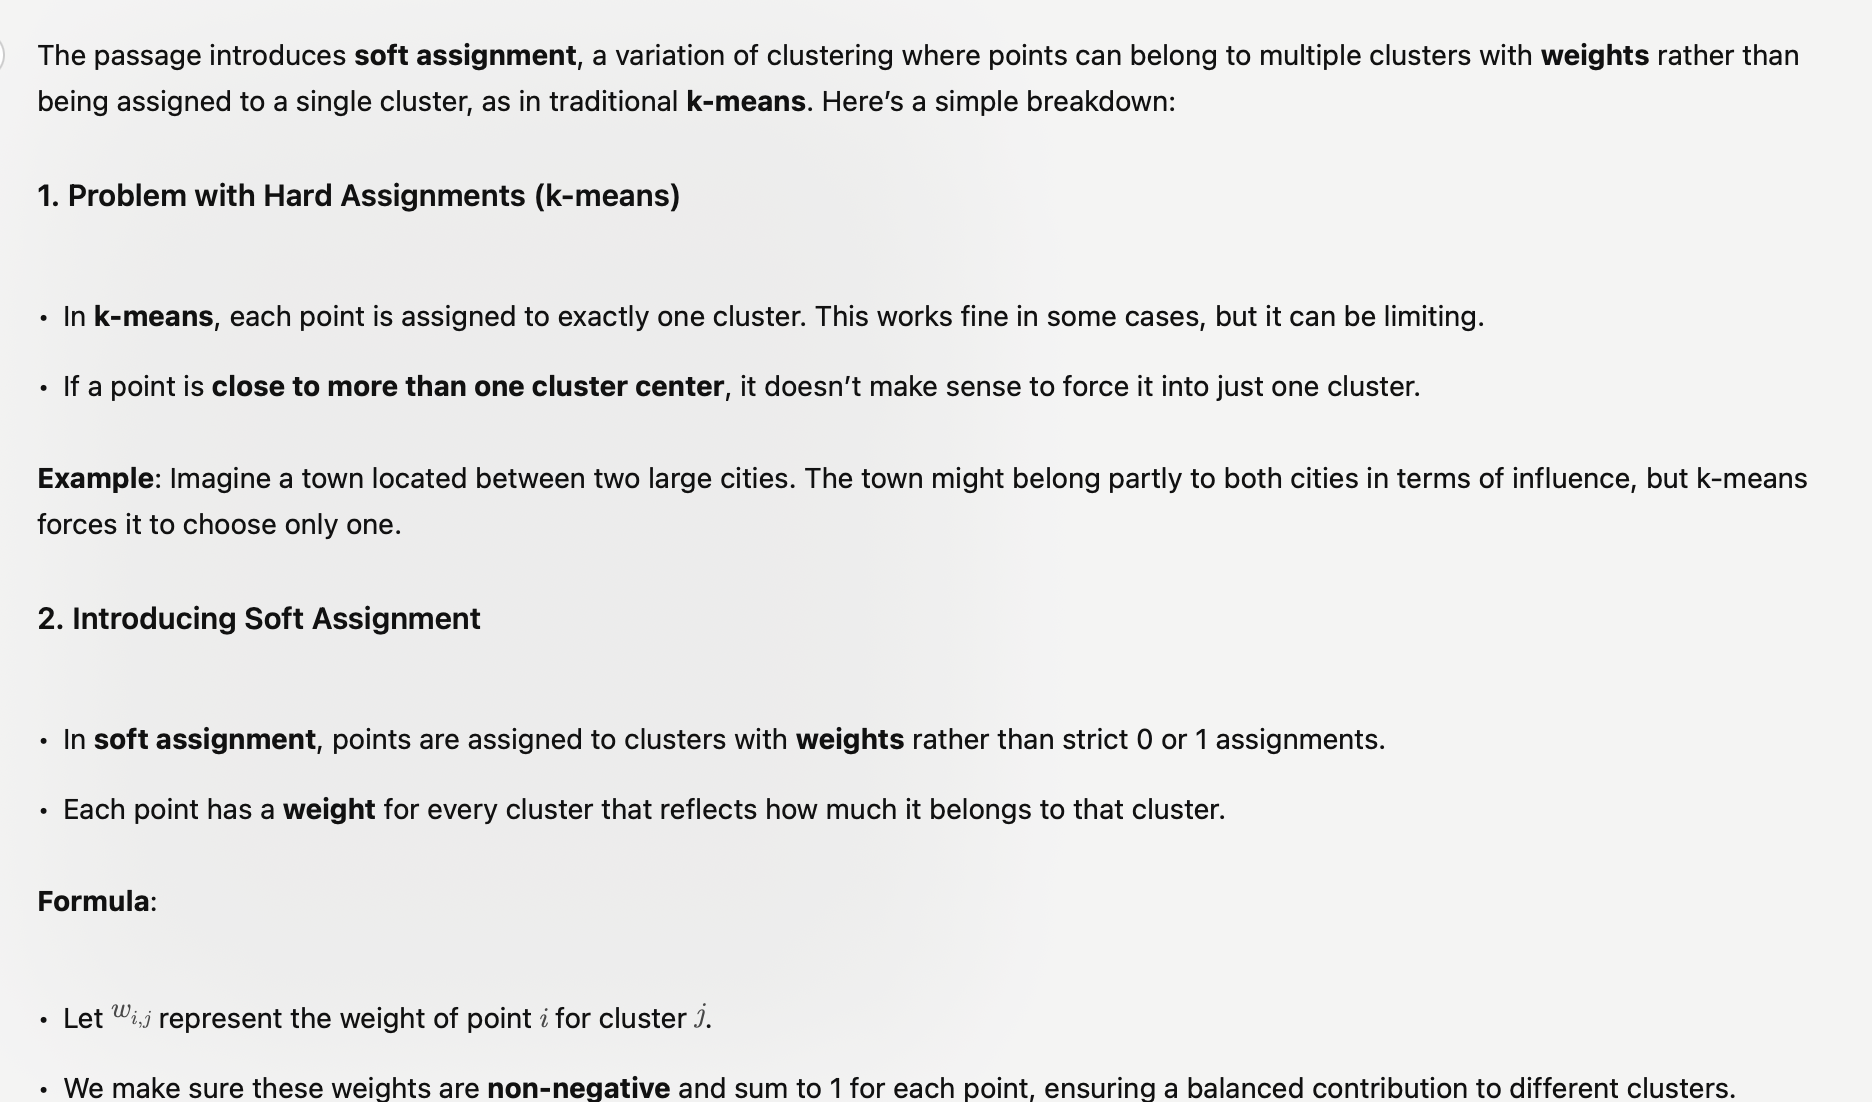 The passage introduces soft assignment, a variation of clustering where points can belong to multiple clusters with weights rather than
being assigned to a single cluster, as in traditional k-means. Here’s a simple breakdown:
1. Problem with Hard Assignments (k-means)
• In k-means, each point is assigned to exactly one cluster. This works fine in some cases, but it can be limiting.
• If a point is close to more than one cluster center, it doesn’t make sense to force it into just one cluster.
Example: Imagine a town located between two large cities. The town might belong partly to both cities in terms of influence, but k-means
forces it to choose only one.
2. Introducing Soft Assignment
• In soft assignment, points are assigned to clusters with weights rather than strict 0 or 1 assignments.
• Each point has a weight for every cluster that reflects how much it belongs to that cluster.
Formula:
• Let w_{i,j} represent the weight of point i for cluster j.
• We make sure these weights are non-negative and sum to 1 for each point, ensuring a balanced contribution to different clusters.